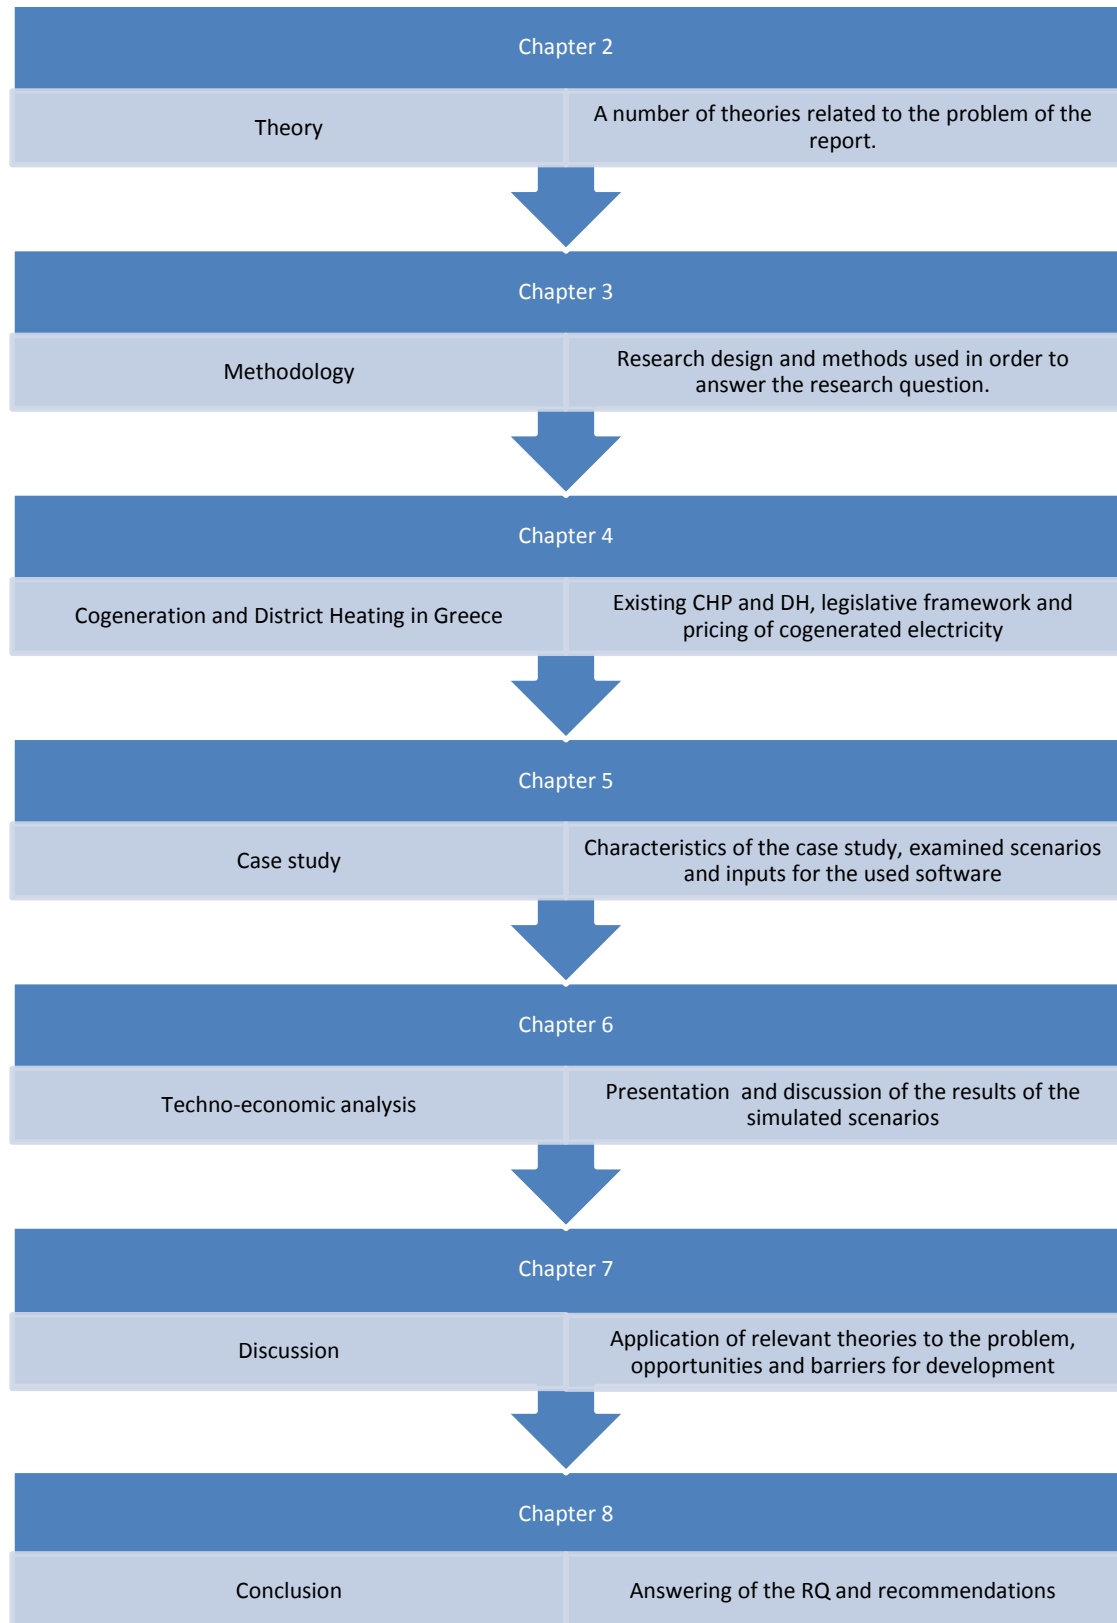 Chapter 2
Theory
A number of theories related to the problem of the
report.
Chapter 3
Methodology
Research design and methods used in order to
answer the research question.
Chapter 4
Cogeneration and District Heating in Greece
Existing CHP and DH, legislative framework and
pricing of cogenerated electricity
Chapter 5
Case study
Characteristics of the case study, examined scenarios
and inputs for the used software
Chapter 6
Techno-economic analysis
Presentation  and discussion of the results of the
simulated scenarios
Chapter 7
Discussion
Application of relevant theories to the problem,
opportunities and barriers for development
Chapter 8
Conclusion
Answering of the RQ and recommendations